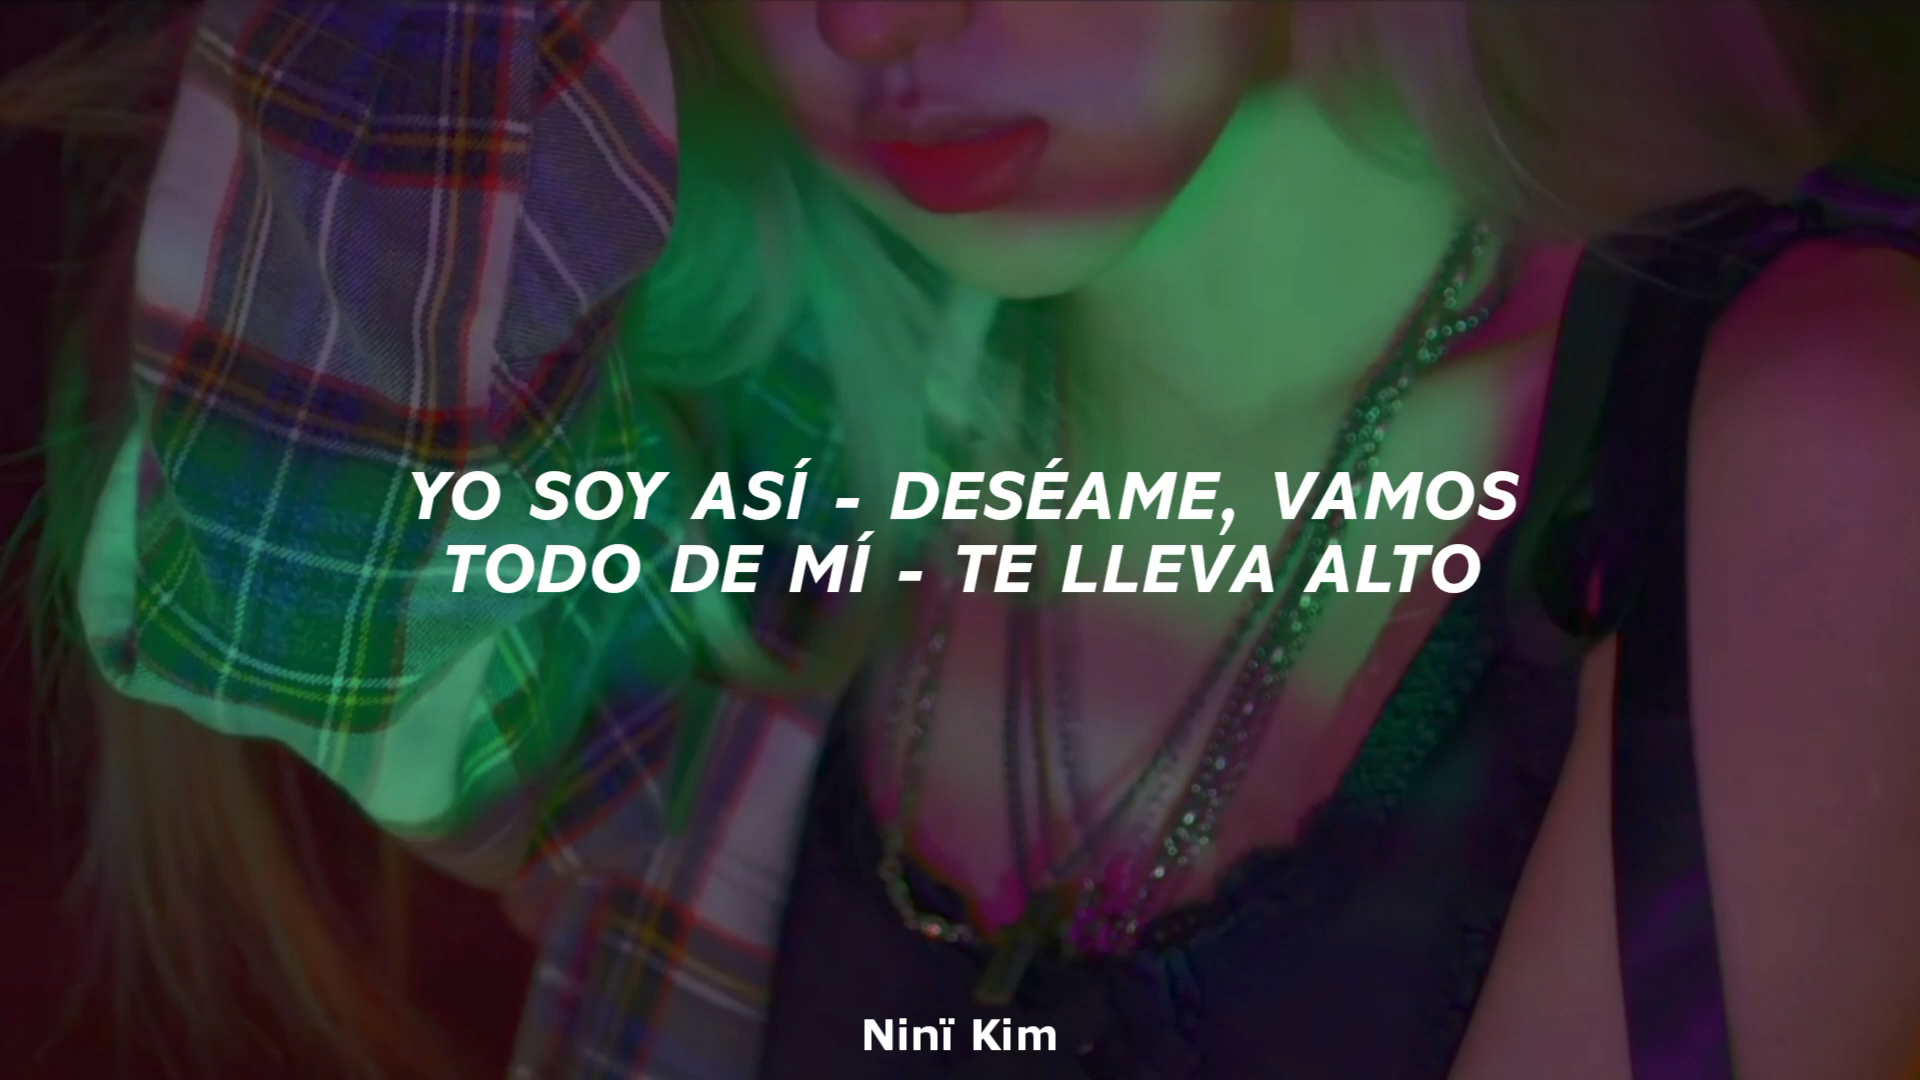 YO SOY ASÍ - DESÉAME, VAMOS
TODO DE MÍ - TE LLEVA ALTO
Ninï Kim